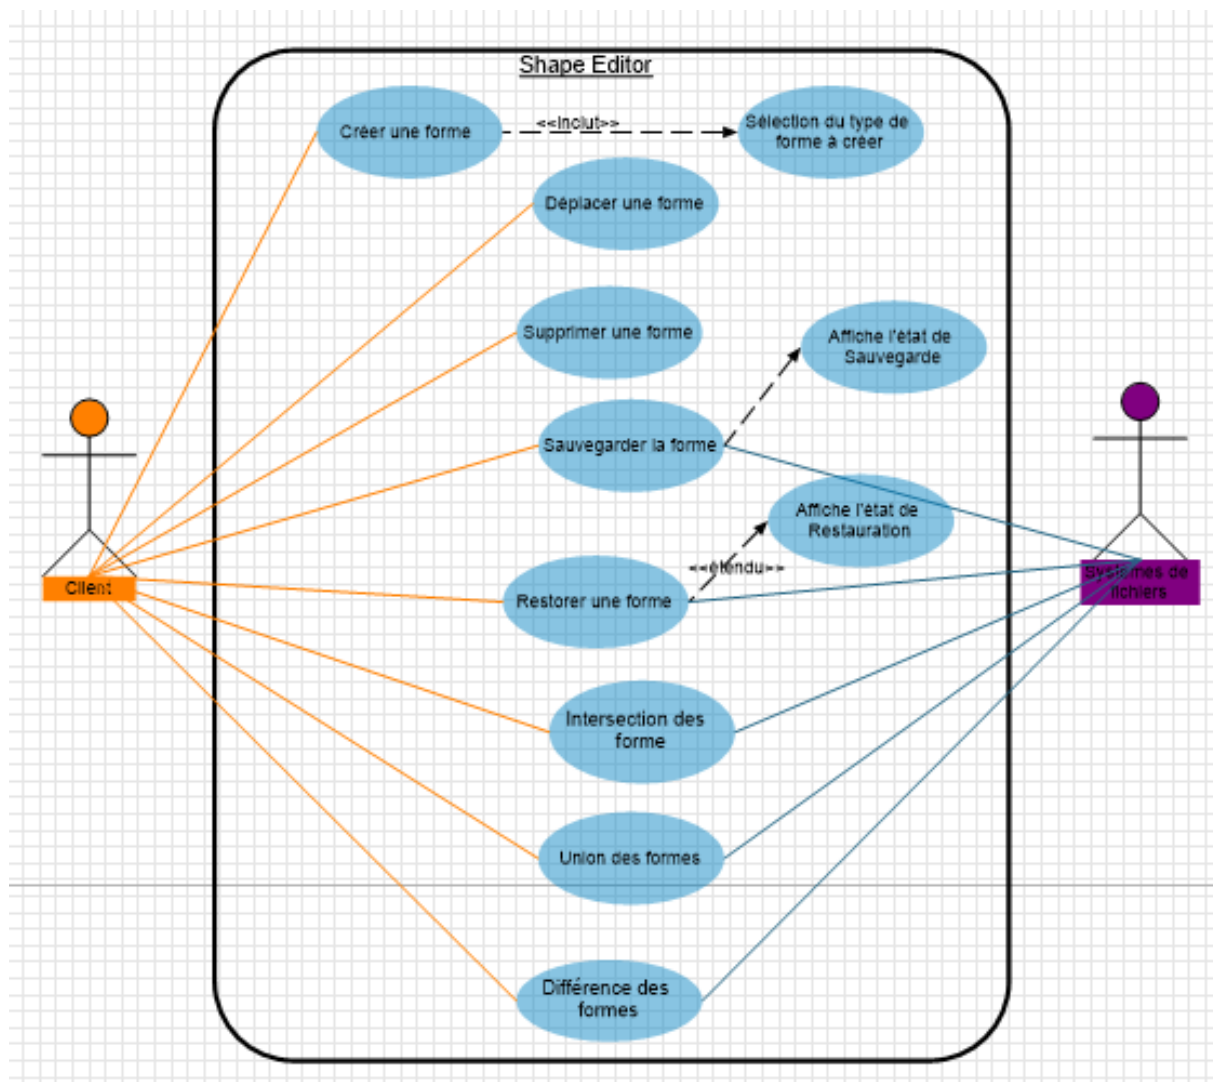 Shape Editor
Créer une forme
<<Inclut>>
Sélection du type de
forme à créer
Déplacer une forme
Supprimer une forme
Affiche l'état de
Sauvegarde
Sauvegarder la forme
Affiche l'état de
Restauration
<<étendu>>
Restorer une forme
Client
Systèmes de
fichiers
Intersection des
forme
Union des formes
Différence des
formes